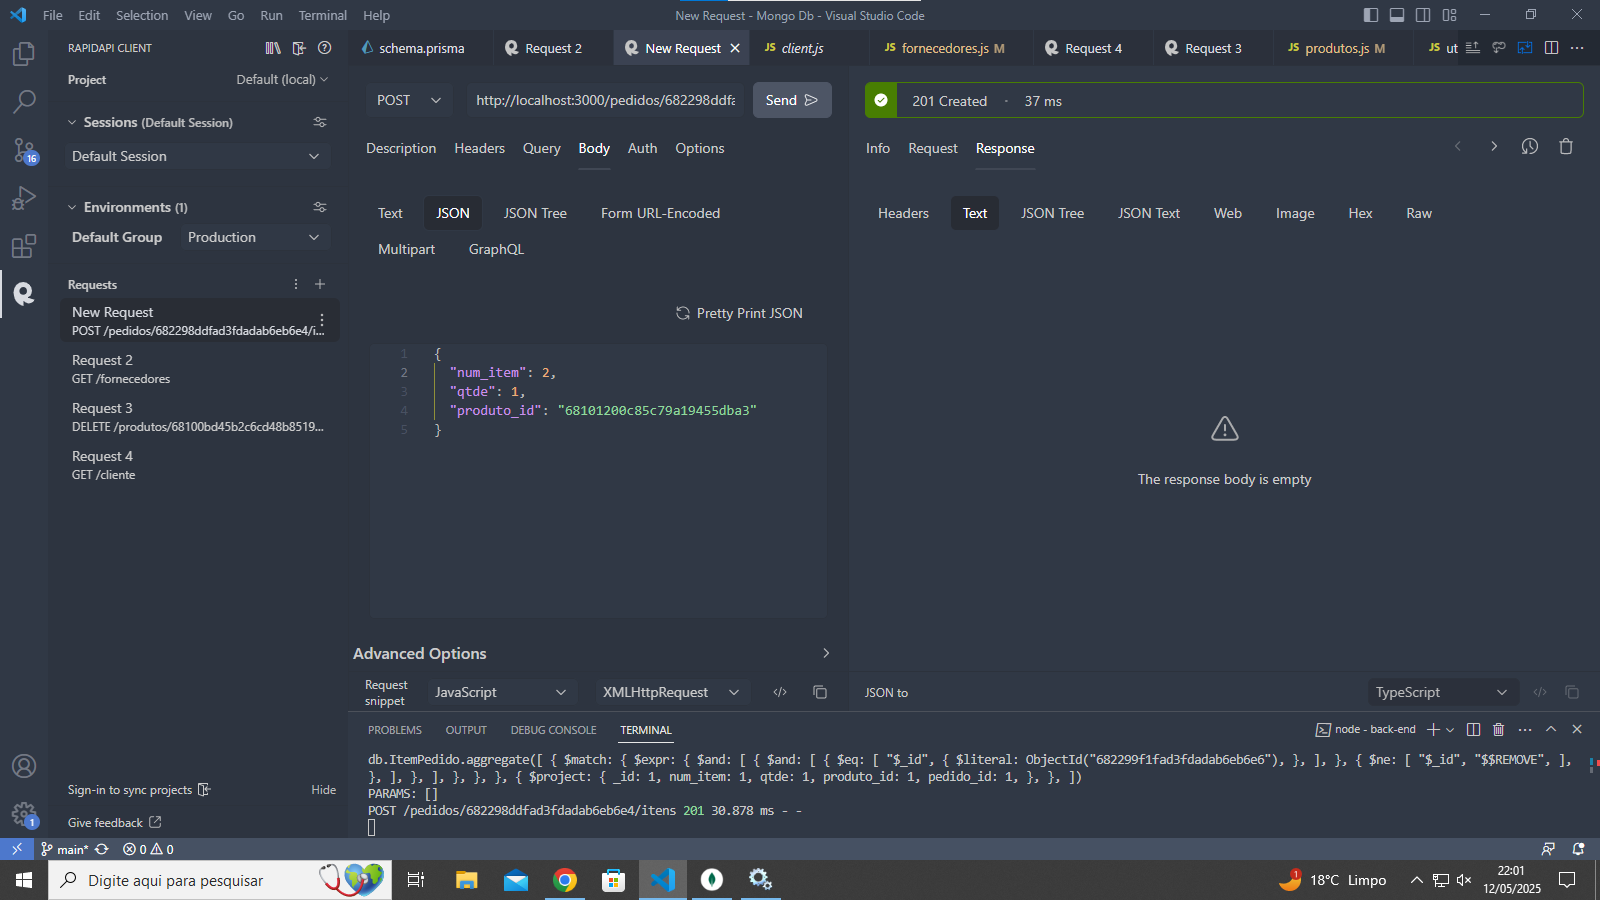 File Edit Selection View Go Run Terminal Help
New Request - Mongo Db - Visual Studio Code
RAPIDAPI CLIENT
Project Default (local)
Sessions (Default Session)
Default Session
Environments (1)
Default Group Production
Requests
New Request
POST /pedidos/682298ddfad3fdadab6eb6e4/i...
Request 2
GET /fornecedores
Request 3
DELETE /produtos/68100bd45b2c6cd48b8519...
Request 4
GET /cliente
Sign-in to sync projects Hide
Give feedback
schema.prisma Request 2 New Request JS client.js JS fornecedores.js M Request 4 Request 3 JS produtos.js M JS ut
POST http://localhost:3000/pedidos/682298ddfa Send
Description Headers Query Body Auth Options
Text JSON JSON Tree Form URL-Encoded
Multipart GraphQL
Pretty Print JSON
1 {
2 "num_item": 2,
3 "qtde": 1,
4 "produto_id": "68101200c85c79a19455dba3"
5 }
Advanced Options
Request snippet JavaScript XMLHttpRequest
201 Created · 37 ms
Info Request Response
Headers Text JSON Tree JSON Text Web Image Hex Raw
The response body is empty
JSON to TypeScript
PROBLEMS OUTPUT DEBUG CONSOLE TERMINAL node - back-end
db.ItemPedido.aggregate([ { $match: { $expr: { $and: [ { $and: [ { $eq: [ "$_id", { $literal: ObjectId("682299f1fad3fdadab6eb6e6"), }, ], }, { $ne: [ "$_id", "$$REMOVE", ],
}, ], }, ], }, }, }, { $project: { _id: 1, num_item: 1, qtde: 1, produto_id: 1, pedido_id: 1, }, }, ])
PARAMS: []
POST /pedidos/682298ddfad3fdadab6eb6e4/itens 201 30.878 ms - -
16
1
main* 0 0
Digite aqui para pesquisar
1
18°C Limpo
22:01
12/05/2025